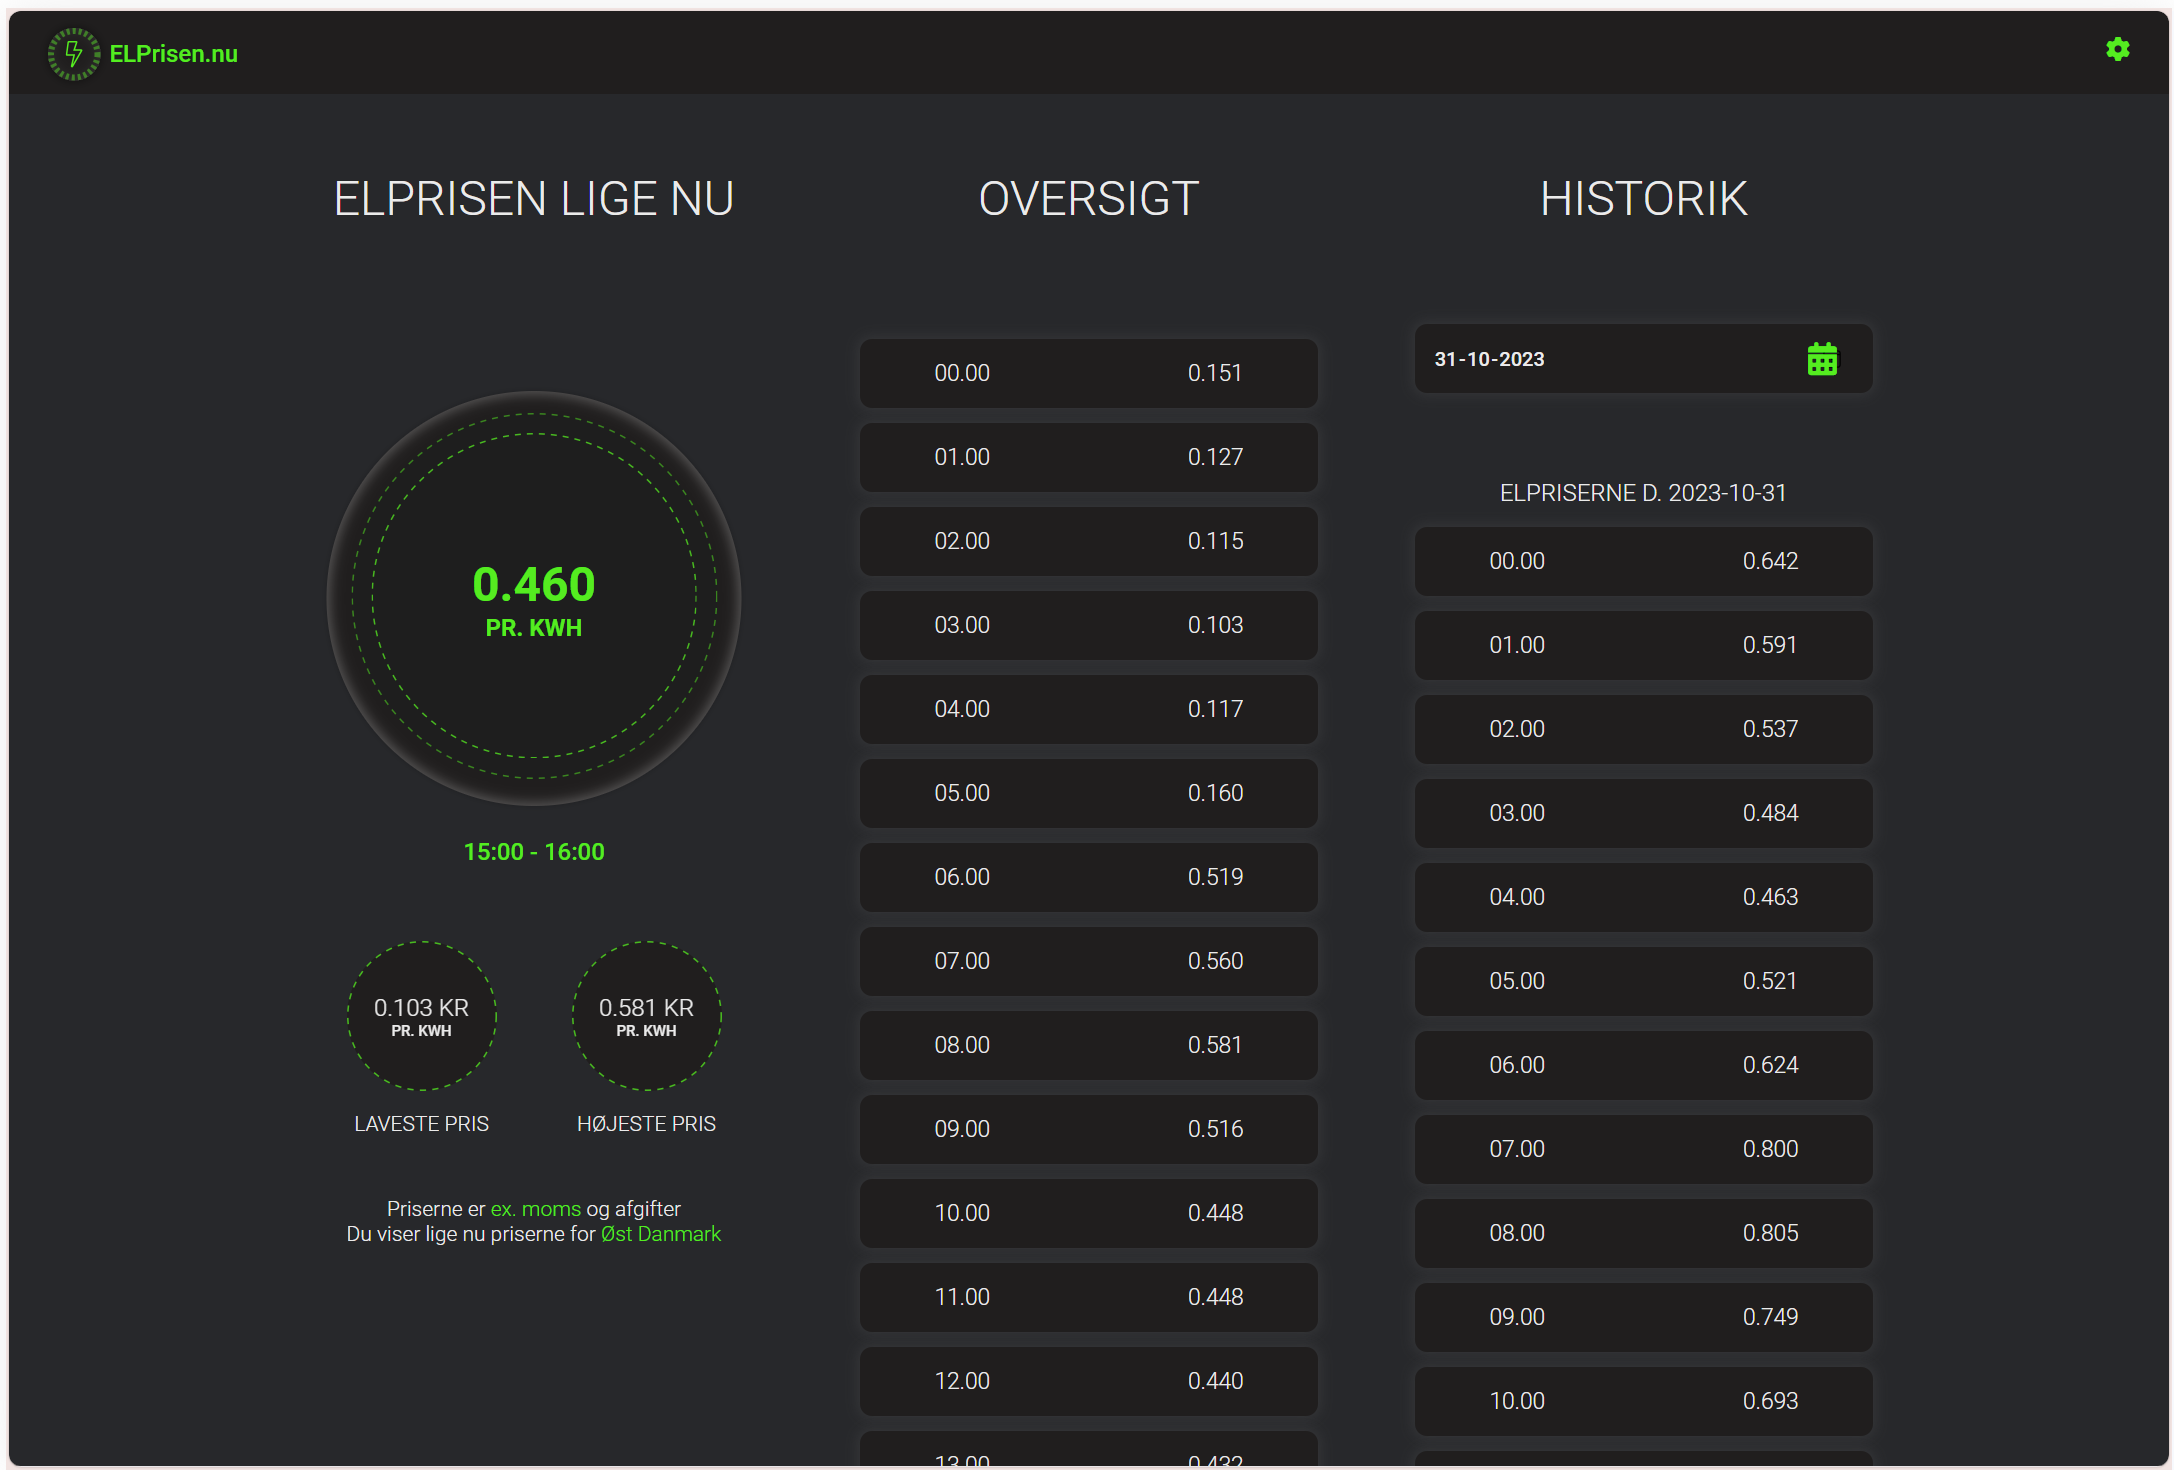 ELPrisen.nu
ELPRISEN LIGE NU
0.460
PR. KWH
15:00 - 16:00
0.103 KR
PR. KWH
LAVESTE PRIS
0.581 KR
PR. KWH
HØJESTE PRIS
Priserne er ex. moms og afgifter
Du viser lige nu priserne for Øst Danmark
OVERSIGT
00.00 0.151
01.00 0.127
02.00 0.115
03.00 0.103
04.00 0.117
05.00 0.160
06.00 0.519
07.00 0.560
08.00 0.581
09.00 0.516
10.00 0.448
11.00 0.448
12.00 0.440
13.00 0.432
HISTORIK
31-10-2023
ELPRISERNE D. 2023-10-31
00.00 0.642
01.00 0.591
02.00 0.537
03.00 0.484
04.00 0.463
05.00 0.521
06.00 0.624
07.00 0.800
08.00 0.805
09.00 0.749
10.00 0.693